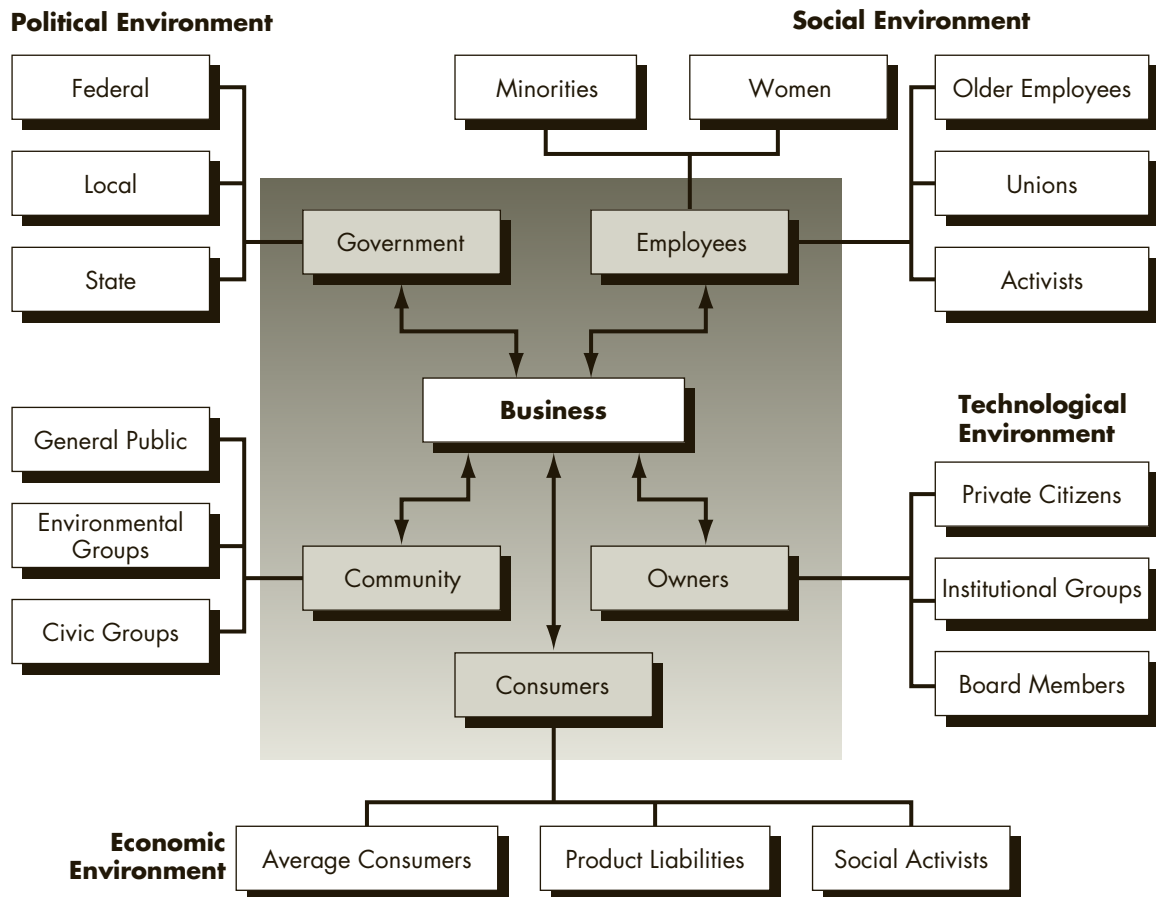 Political Environment
Federal
Local
State
Social Environment
Minorities
Women
Older Employees
Unions
Activists
Government
Employees
Business
General Public
Environmental
Groups
Civic Groups
Technological
Environment
Private Citizens
Institutional Groups
Board Members
Community
Owners
Consumers
Economic
Environment
Average Consumers
Product Liabilities
Social Activists